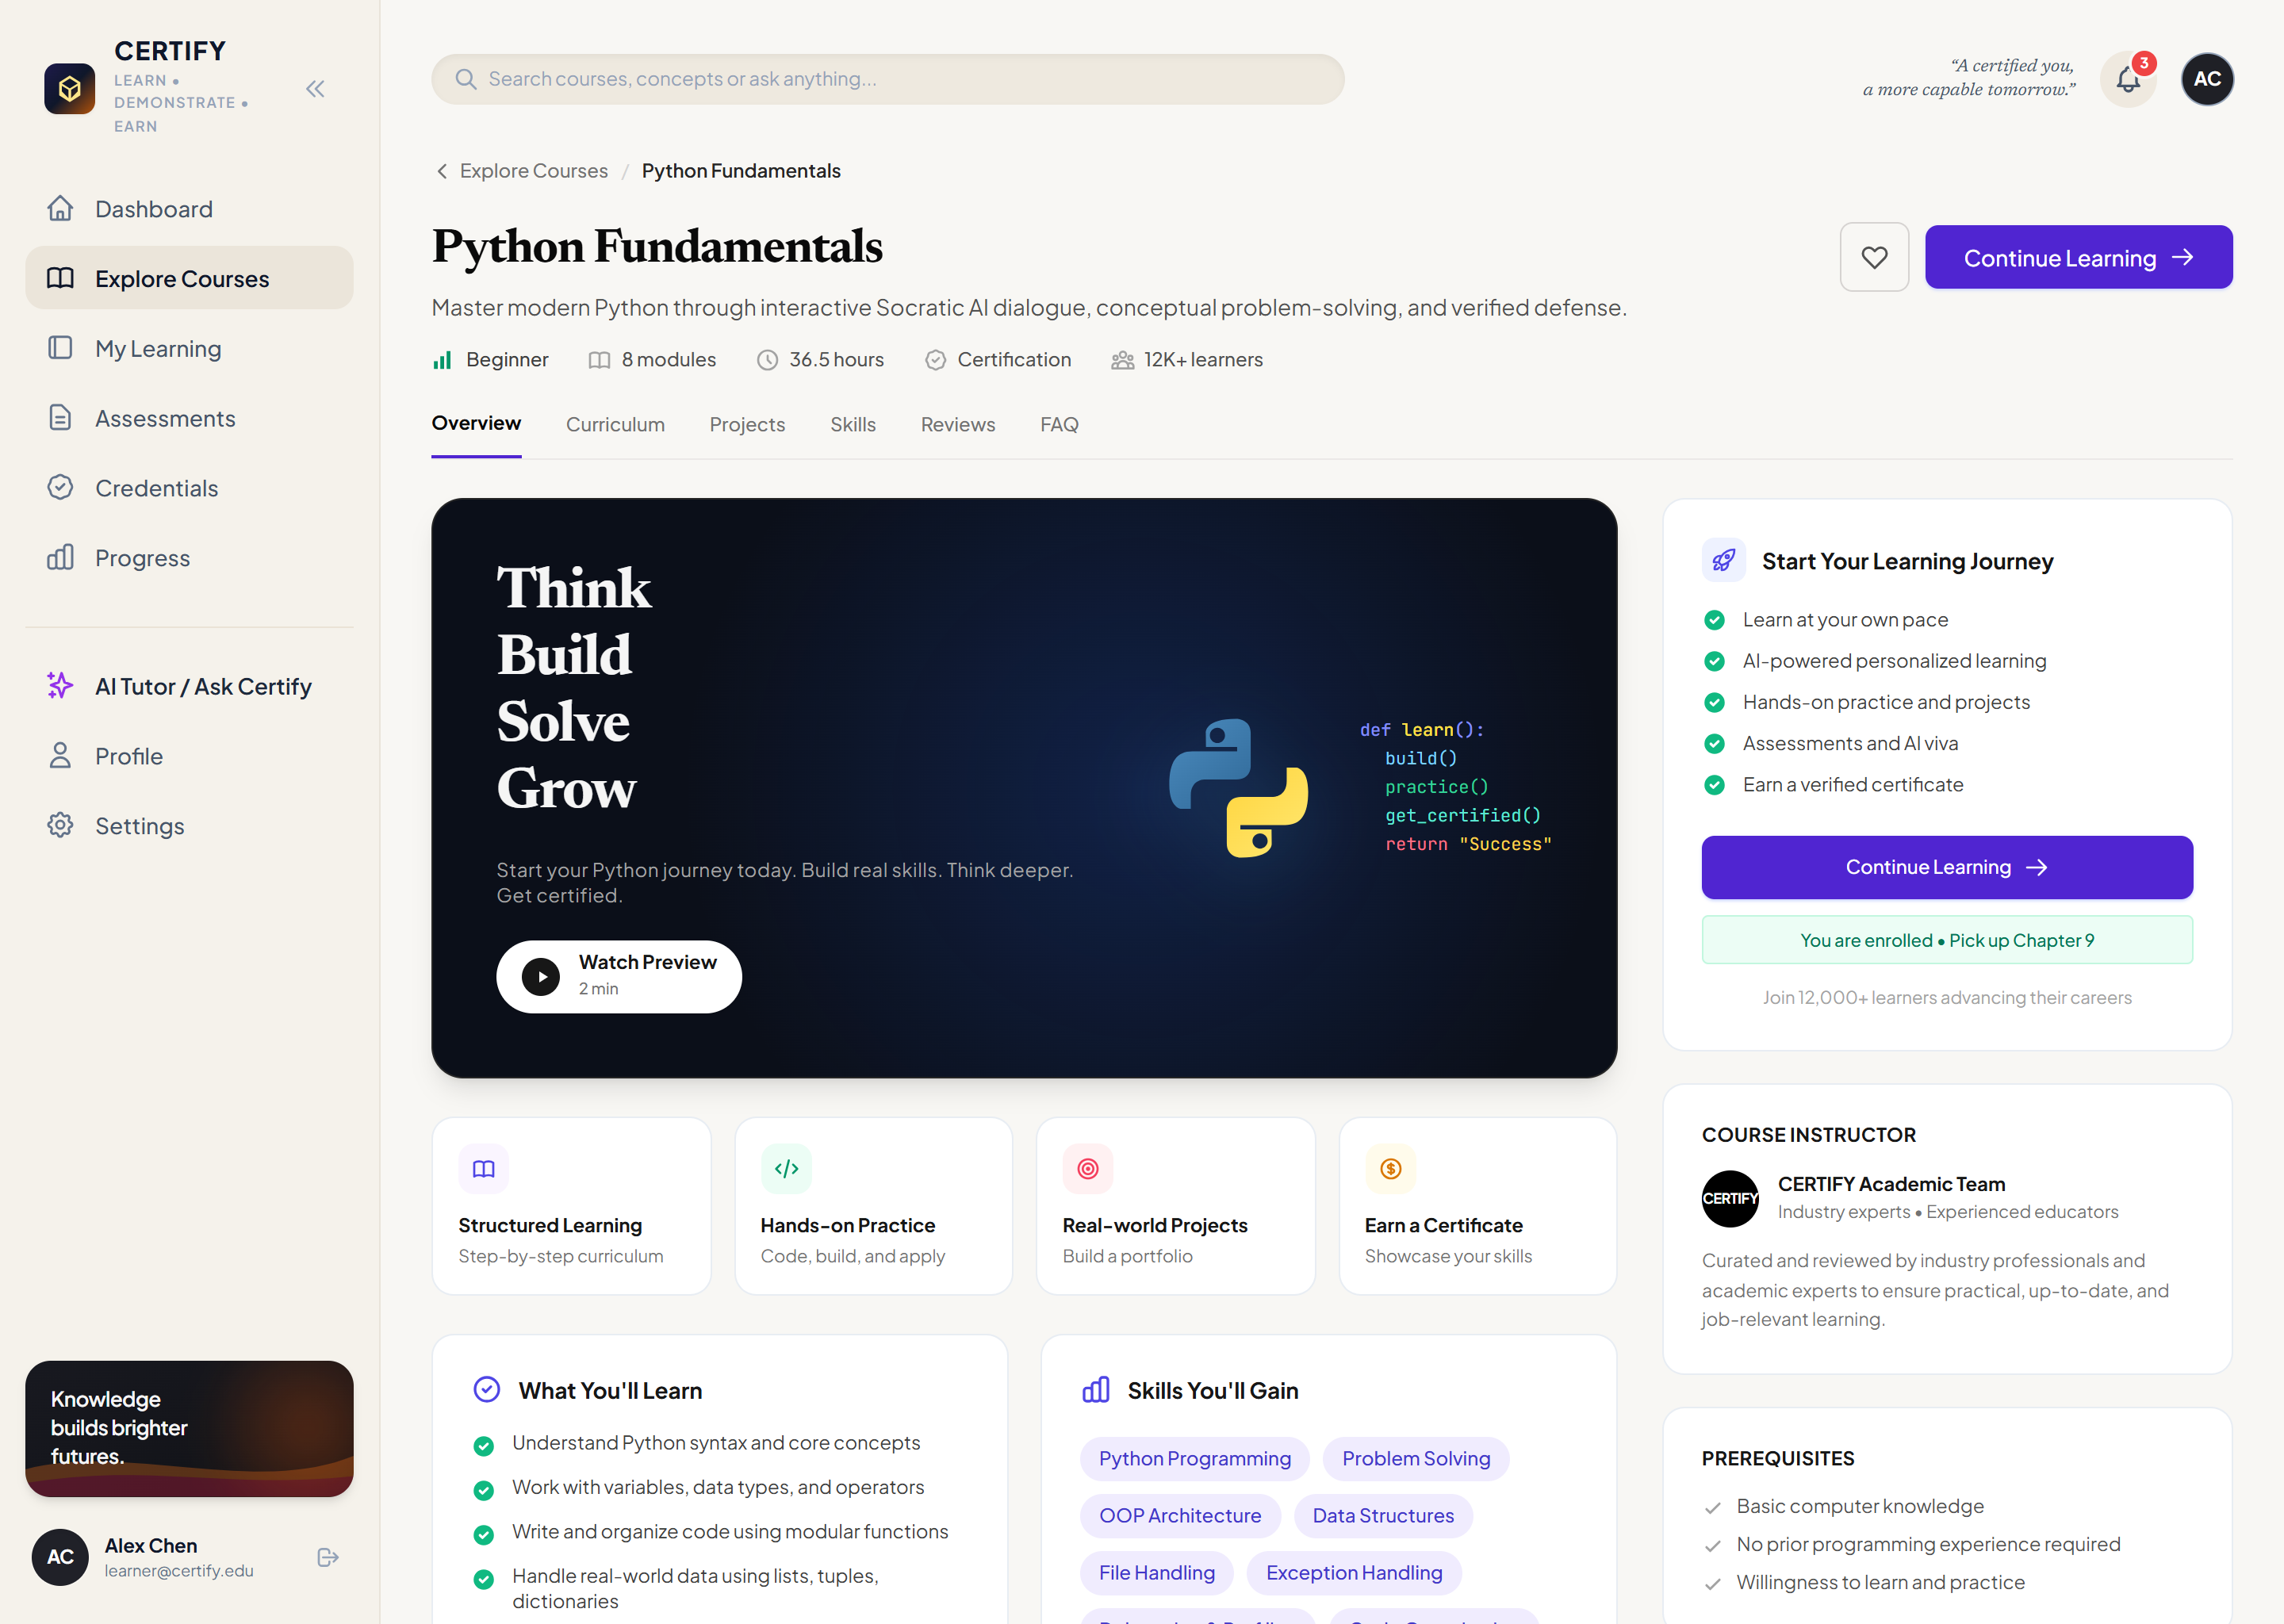 CERTIFY
LEARN •
DEMONSTRATE •
EARN
Dashboard
Explore Courses
My Learning
Assessments
Credentials
Progress
AI Tutor / Ask Certify
Profile
Settings
Knowledge
builds brighter
futures.
AC
Alex Chen
learner@certify.edu
Search courses, concepts or ask anything...
“A certified you,
a more capable tomorrow.”
3
AC
Explore Courses / Python Fundamentals
Python Fundamentals
Continue Learning
Master modern Python through interactive Socratic AI dialogue, conceptual problem-solving, and verified defense.
Beginner
8 modules
36.5 hours
Certification
12K+ learners
Overview
Curriculum
Projects
Skills
Reviews
FAQ
Think
Build
Solve
Grow
Start your Python journey today. Build real skills. Think deeper.
Get certified.
Watch Preview
2 min
def learn():
build()
practice()
get_certified()
return "Success"
Structured Learning
Step-by-step curriculum
Hands-on Practice
Code, build, and apply
Real-world Projects
Build a portfolio
Earn a Certificate
Showcase your skills
What You'll Learn
Understand Python syntax and core concepts
Work with variables, data types, and operators
Write and organize code using modular functions
Handle real-world data using lists, tuples,
dictionaries
Skills You'll Gain
Python Programming
Problem Solving
OOP Architecture
Data Structures
File Handling
Exception Handling
Start Your Learning Journey
Learn at your own pace
AI-powered personalized learning
Hands-on practice and projects
Assessments and AI viva
Earn a verified certificate
Continue Learning
You are enrolled • Pick up Chapter 9
Join 12,000+ learners advancing their careers
COURSE INSTRUCTOR
CERTIFY
CERTIFY Academic Team
Industry experts • Experienced educators
Curated and reviewed by industry professionals and
academic experts to ensure practical, up-to-date, and
job-relevant learning.
PREREQUISITES
Basic computer knowledge
No prior programming experience required
Willingness to learn and practice